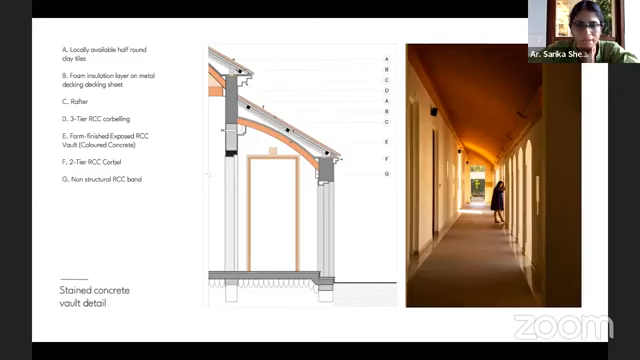 A. Locally available half round
clay tiles
B. Foam insulation layer on metal
decking decking sheet
C. Rafter
D. 3-Tier RCC corbelling
E. Form-finished Exposed RCC
Vault (Coloured Concrete)
F. 2-Tier RCC Corbel
G. Non structural RCC band
A
B
C
D
A
B
C
E
F
G
Stained concrete
vault detail
Ar. Sarika She...
zoom